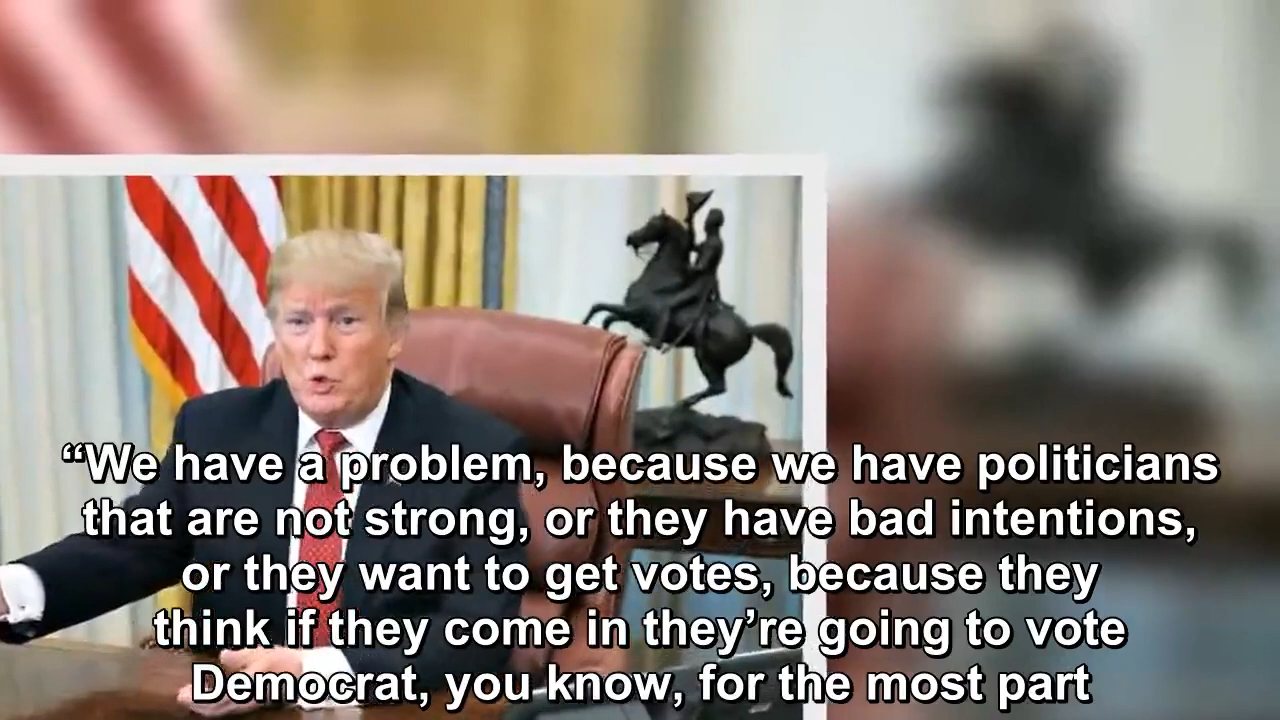 “We have a problem, because we have politicians
that are not strong, or they have bad intentions,
or they want to get votes, because they
think if they come in they’re going to vote
Democrat, you know, for the most part